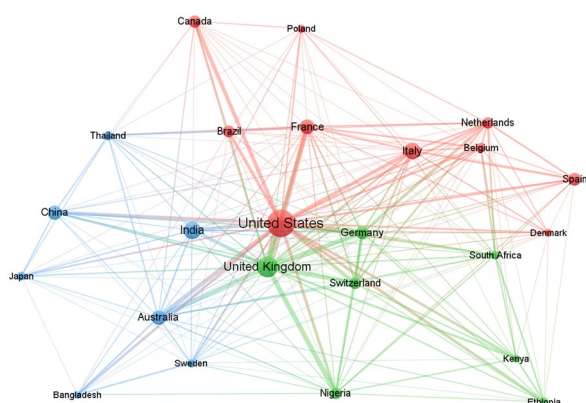 Canada
Poland
Thailand
Brazil
France
Netherlands
Italy
Belgium
Spain
China
India
United States
Germany
Denmark
South Africa
United Kingdom
Switzerland
Japan
Australia
Sweden
Kenya
Bangladesh
Nigeria
Ethiopia